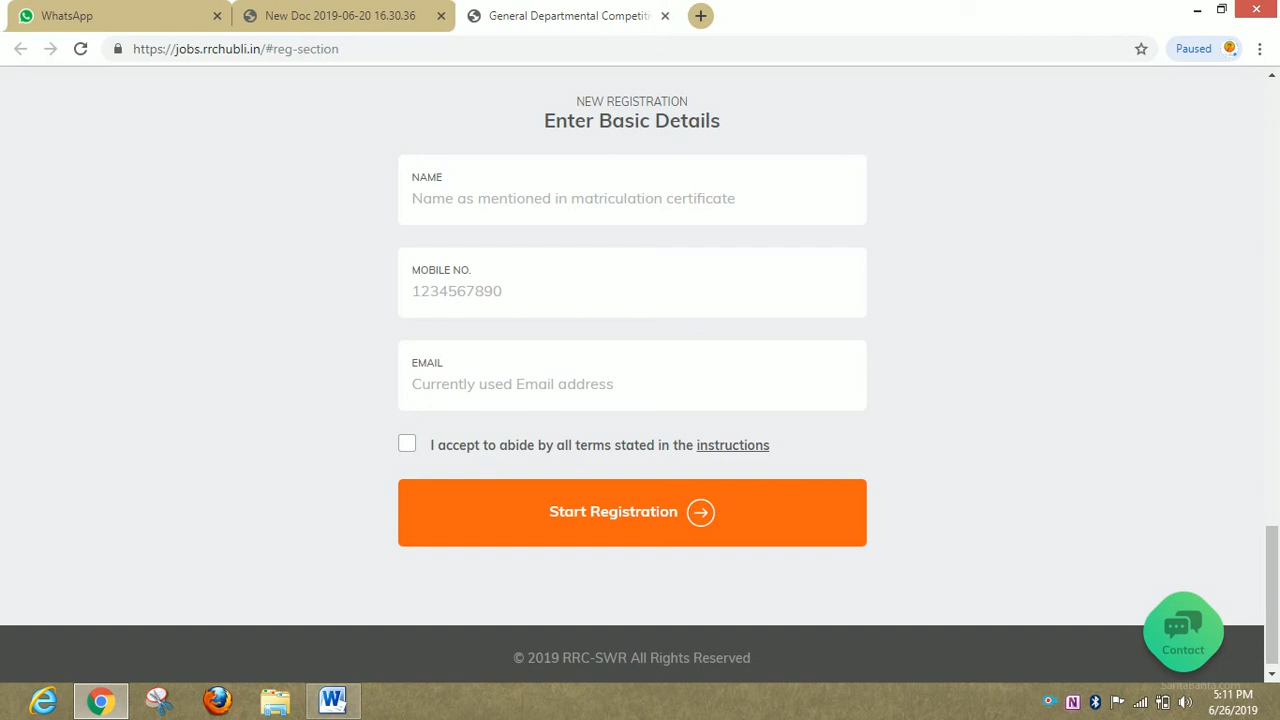 WhatsApp
New Doc 2019-06-20 16.30.36
General Departmental Competiti
https://jobs.rrchubli.in/#reg-section
Paused
NEW REGISTRATION
Enter Basic Details
NAME
Name as mentioned in matriculation certificate
MOBILE NO.
1234567890
EMAIL
Currently used Email address
I accept to abide by all terms stated in the instructions
Start Registration
Contact
© 2019 RRC-SWR All Rights Reserved
SantaBanta.com
5:11 PM
6/26/2019